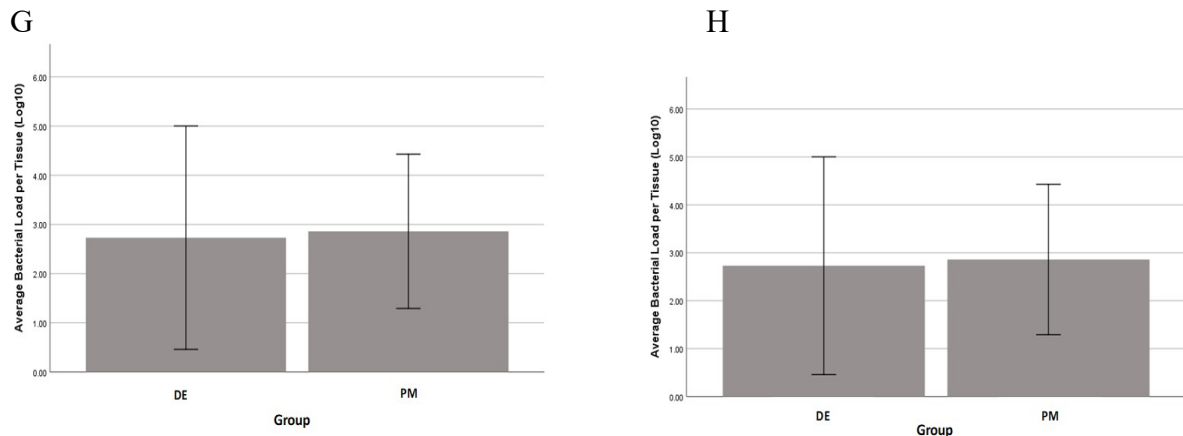 G
Average Bacterial Load per Tissue (Log10)
6.00
5.00
4.00
3.00
2.00
1.00
0.00
DE PM
Group
H
Average Bacterial Load per Tissue (Log10)
6.00
5.00
4.00
3.00
2.00
1.00
0.00
DE PM
Group